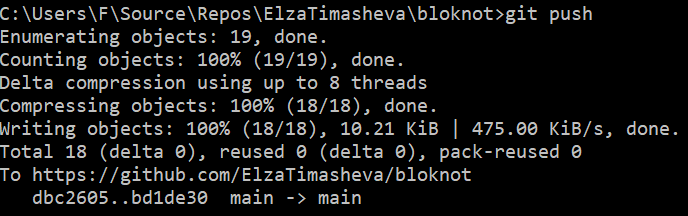 C:\Users\F\Source\Repos\ElzaTimasheva\bloknot>git push
Enumerating objects: 19, done.
Counting objects: 100% (19/19), done.
Delta compression using up to 8 threads
Compressing objects: 100% (18/18), done.
Writing objects: 100% (18/18), 10.21 KiB | 475.00 KiB/s, done.
Total 18 (delta 0), reused 0 (delta 0), pack-reused 0
To https://github.com/ElzaTimasheva/bloknot
   dbc2605..bd1de30  main -> main